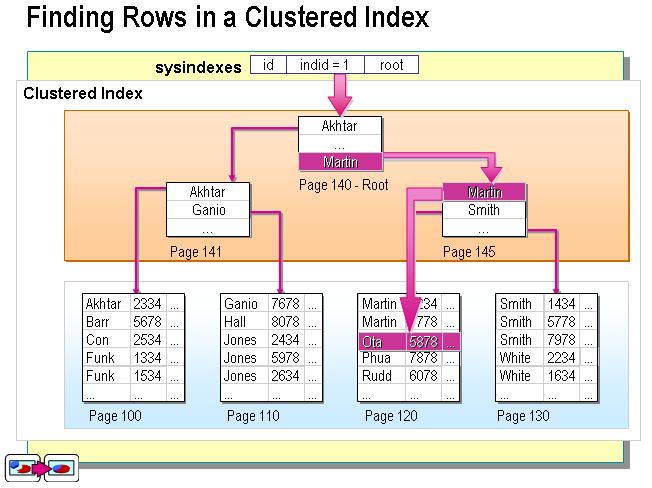 Finding Rows in a Clustered Index
sysindexes id indid = 1 root
Clustered Index
Akhtar
...
Martin
Page 140 - Root
Akhtar
Ganio
...
Page 141
Martin
Smith
...
Page 145
Akhtar 2334 ...
Barr 5678 ...
Con 2534 ...
Funk 1334 ...
Funk 1534 ...
... ... ...
Page 100
Ganio 7678 ...
Hall 8078 ...
Jones 2434 ...
Jones 5978 ...
Jones 2634 ...
... ... ...
Page 110
Martin 234 ...
Martin 778 ...
Ota 5878 ...
Phua 7878 ...
Rudd 6078 ...
... ... ...
Page 120
Smith 1434 ...
Smith 5778 ...
Smith 7978 ...
White 2234 ...
White 1634 ...
... ... ...
Page 130